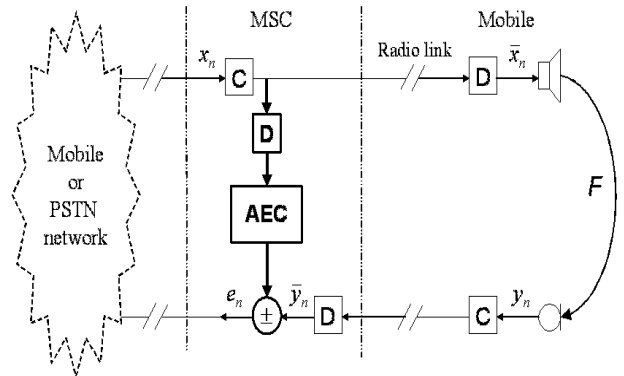 MSC
Mobile
Radio link
x_n
C
D
x̄_n
D
Mobile
or
PSTN
network
AEC
F
e_n
±
ȳ_n
D
C
y_n